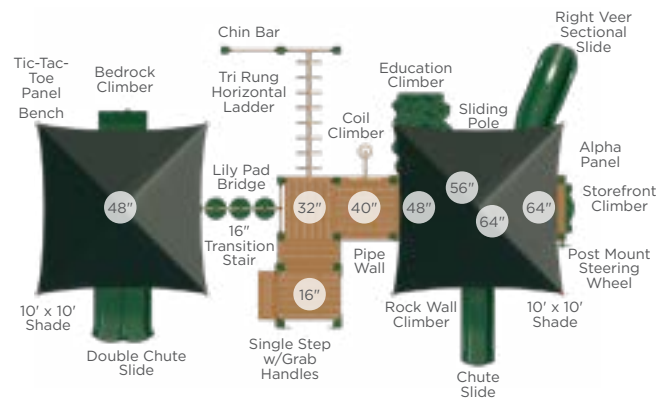 Chin Bar
Right Veer
Sectional
Slide
Tic-Tac-
Toe
Panel
Bench
Bedrock
Climber
Tri Rung
Horizontal
Ladder
Education
Climber
Coil
Climber
Sliding
Pole
Alpha
Panel
Lily Pad
Bridge
Storefront
Climber
48"
32"
40"
48"
56"
64"
64"
16"
Transition
Stair
Pipe
Wall
Post Mount
Steering
Wheel
16"
10' x 10'
Shade
Rock Wall
Climber
10' x 10'
Shade
Double Chute
Slide
Single Step
w/Grab
Handles
Chute
Slide